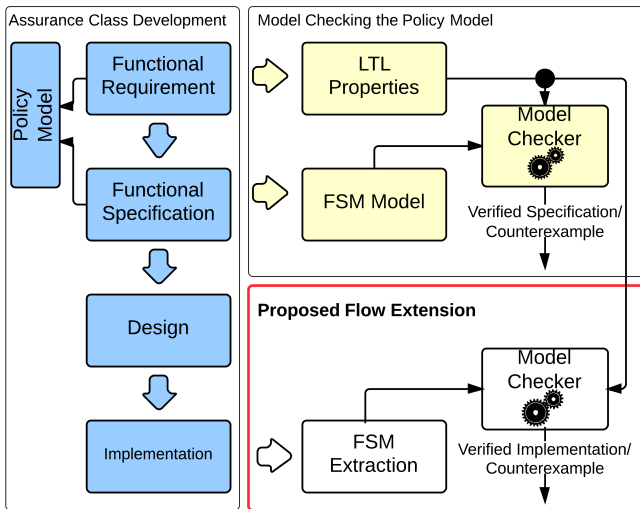 Assurance Class Development
Policy
Model
Functional
Requirement
Functional
Specification
Design
Implementation
Model Checking the Policy Model
LTL
Properties
FSM Model
Model
Checker
Verified Specification/
Counterexample
Proposed Flow Extension
FSM
Extraction
Model
Checker
Verified Implementation/
Counterexample